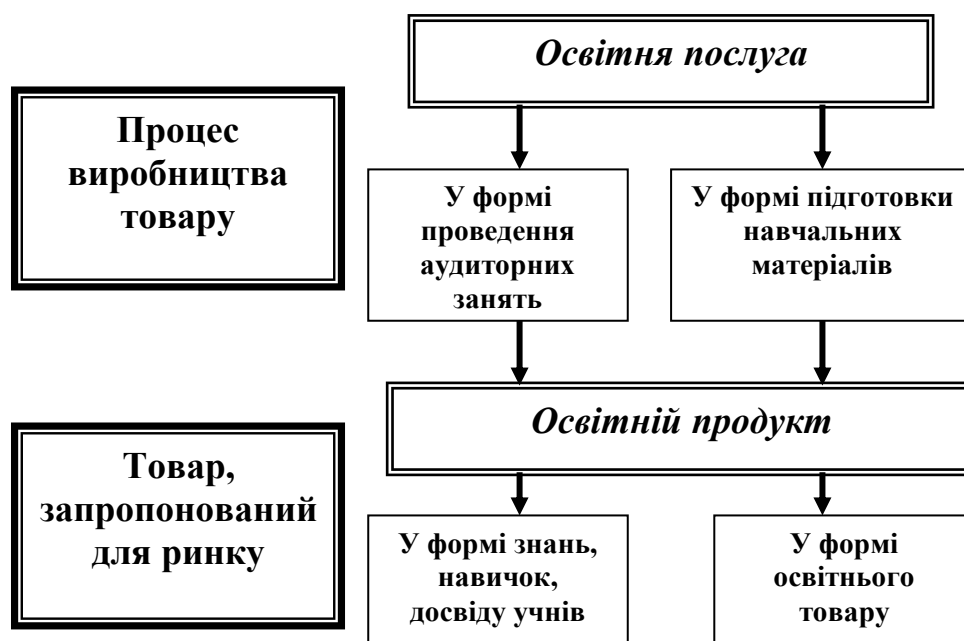 Освітня послуга
Процес
виробництва
товару
У формі
проведення
аудиторних
занять
У формі підготовки
навчальних
матеріалів
Освітній продукт
Товар,
запропонований
для ринку
У формі знань,
навичок,
досвіду учнів
У формі
освітнього
товару